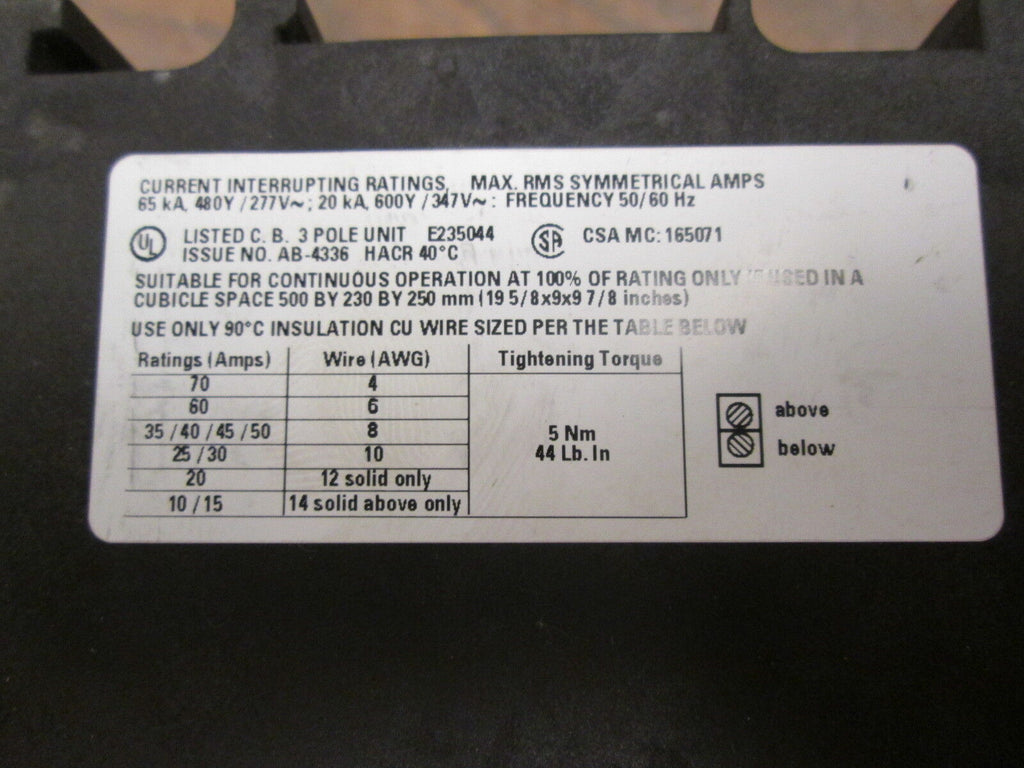 CURRENT INTERRUPTING RATINGS, MAX. RMS SYMMETRICAL AMPS
65 kA, 480Y/277V~; 20 kA, 600Y/347V~: FREQUENCY 50/60 Hz
UL LISTED C. B. 3 POLE UNIT E235044 SA CSA MC: 165071
ISSUE NO. AB-4336 HACR 40°C
SUITABLE FOR CONTINUOUS OPERATION AT 100% OF RATING ONLY IF USED IN A
CUBICLE SPACE 500 BY 230 BY 250 mm (19 5/8x9x9 7/8 inches)
USE ONLY 90°C INSULATION CU WIRE SIZED PER THE TABLE BELOW
Ratings (Amps) Wire (AWG) Tightening Torque
70 4
60 6
35/40/45/50 8
25/30 10
20 12 solid only
10/15 14 solid above only
5 Nm
44 Lb. In
above
below